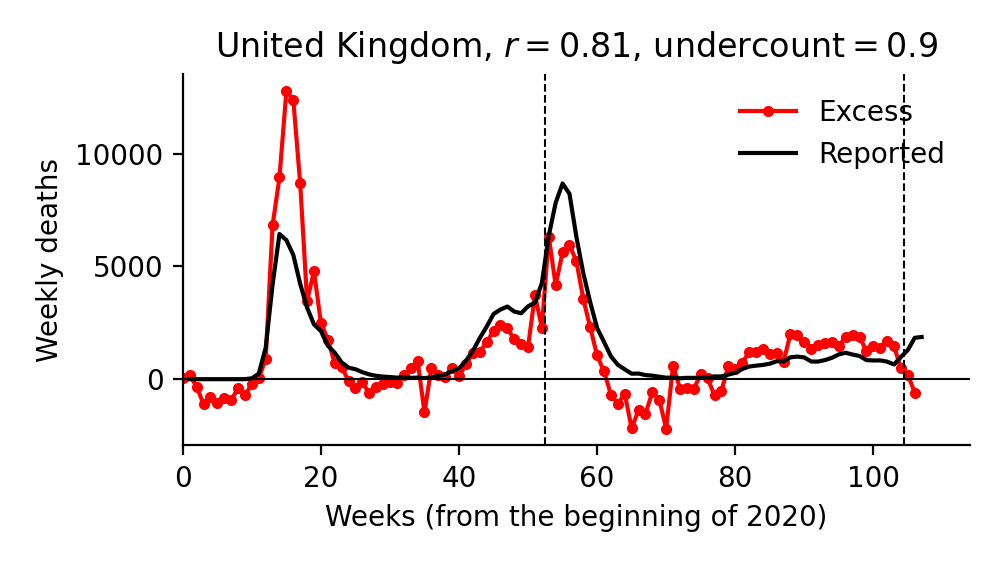 United Kingdom, r = 0.81, undercount = 0.9
Excess
Reported
10000
5000
0
Weekly deaths
0 20 40 60 80 100
Weeks (from the beginning of 2020)